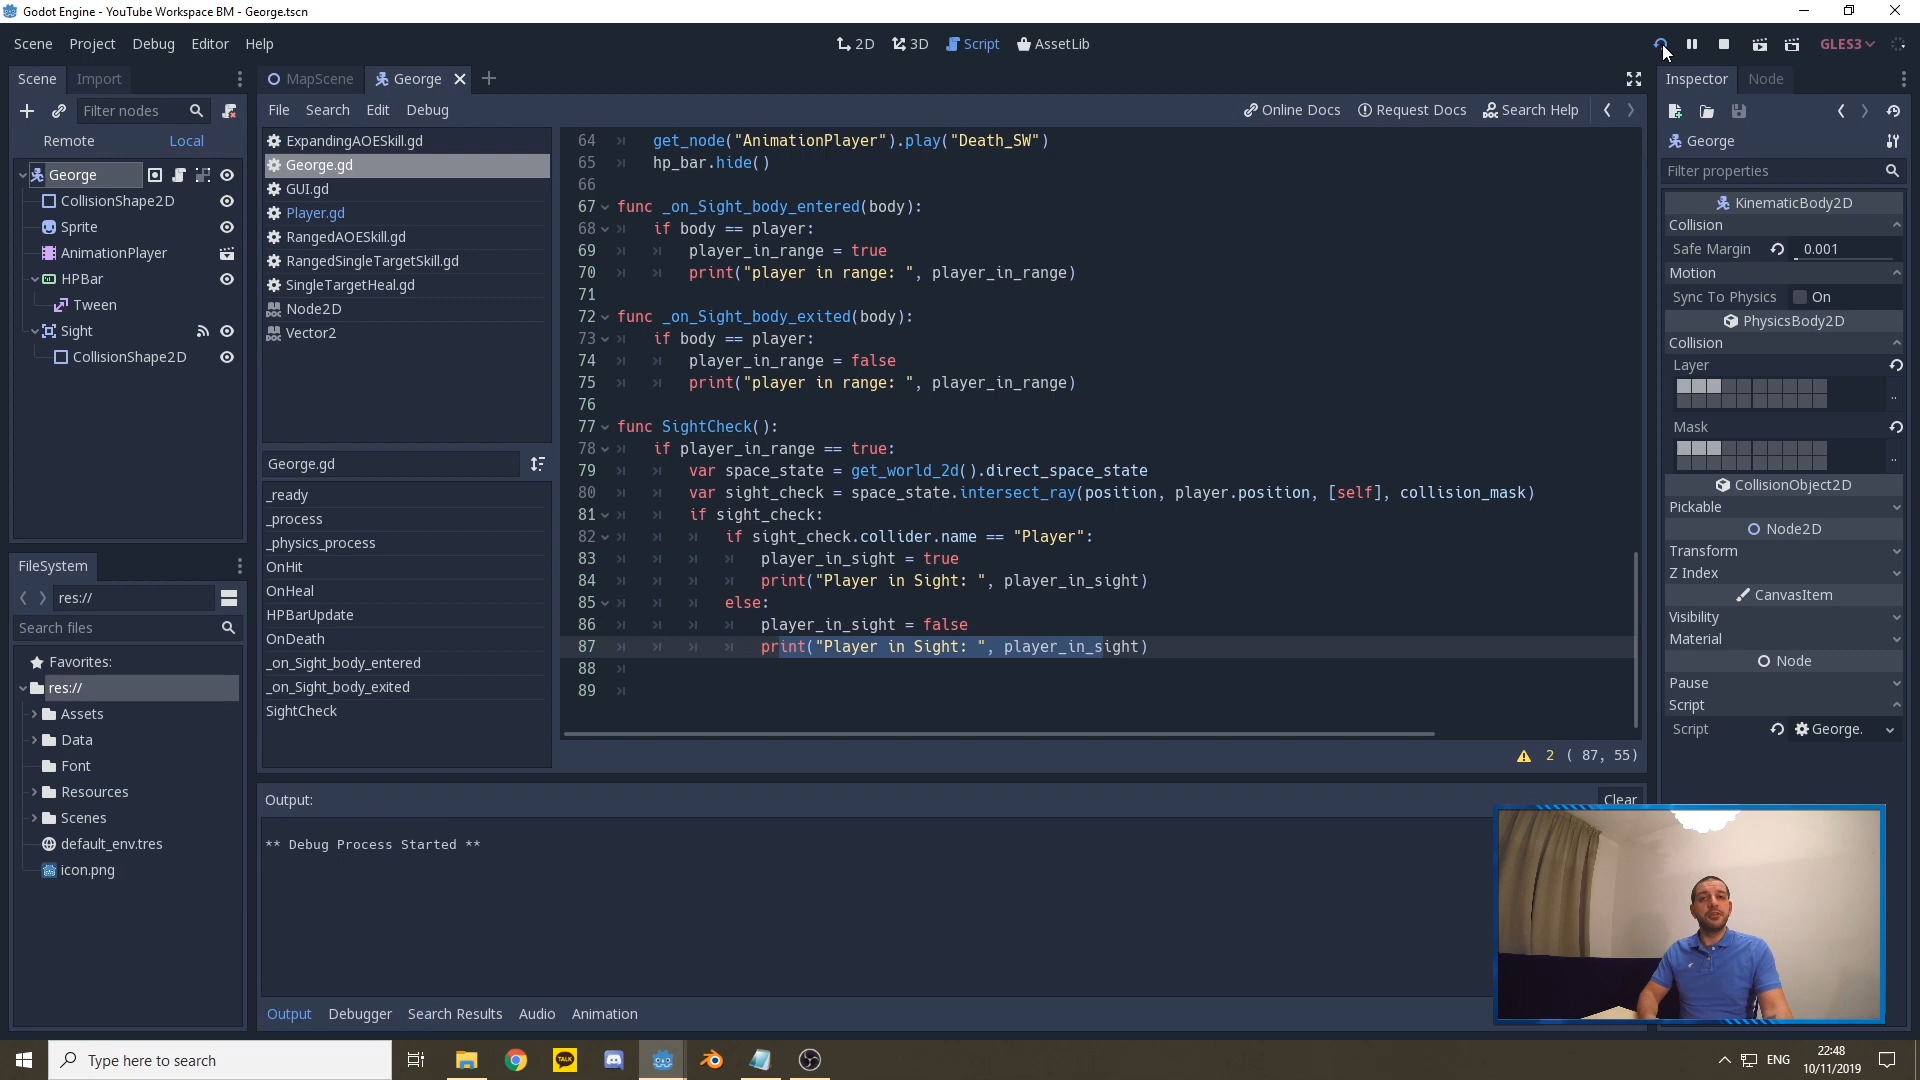 Godot Engine - YouTube Workspace BM - George.tscn
Scene Project Debug Editor Help
2D 3D Script AssetLib
GLES3
Scene Import
MapScene George
Inspector Node
Filter nodes
File Search Edit Debug
Online Docs Request Docs Search Help
Remote Local
George
CollisionShape2D
Sprite
AnimationPlayer
HPBar
Tween
Sight
CollisionShape2D
ExpandingAOESkill.gd
George.gd
GUI.gd
Player.gd
RangedAOESkill.gd
RangedSingleTargetSkill.gd
SingleTargetHeal.gd
Node2D
Vector2
George.gd
_ready
_process
_physics_process
OnHit
OnHeal
HPBarUpdate
OnDeath
_on_Sight_body_entered
_on_Sight_body_exited
SightCheck
64 get_node("AnimationPlayer").play("Death_SW")
65 hp_bar.hide()
66
67 func _on_Sight_body_entered(body):
68 if body == player:
69 player_in_range = true
70 print("player in range: ", player_in_range)
71
72 func _on_Sight_body_exited(body):
73 if body == player:
74 player_in_range = false
75 print("player in range: ", player_in_range)
76
77 func SightCheck():
78 if player_in_range == true:
79 var space_state = get_world_2d().direct_space_state
80 var sight_check = space_state.intersect_ray(position, player.position, [self], collision_mask)
81 if sight_check:
82 if sight_check.collider.name == "Player":
83 player_in_sight = true
84 print("Player in Sight: ", player_in_sight)
85 else:
86 player_in_sight = false
87 print("Player in Sight: ", player_in_sight)
88
89
2 ( 87, 55)
George
Filter properties
KinematicBody2D
Collision
Safe Margin 0.001
Motion
Sync To Physics On
PhysicsBody2D
Collision
Layer
..
Mask
..
CollisionObject2D
Pickable
Node2D
Transform
Z Index
CanvasItem
Visibility
Material
Node
Pause
Script
Script George.
FileSystem
res://
Search files
Favorites:
res://
Assets
Data
Font
Resources
Scenes
default_env.tres
icon.png
Output:
Clear
** Debug Process Started **
Output Debugger Search Results Audio Animation
Type here to search
TALK
ENG
22:48
10/11/2019